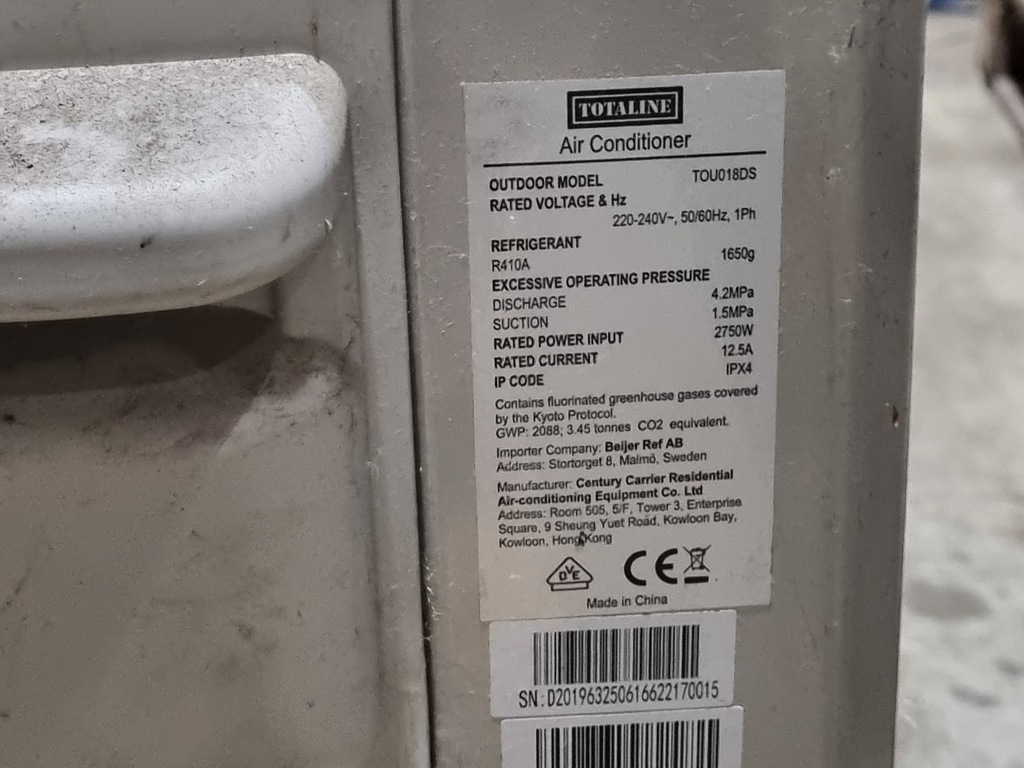 TOTALINE
Air Conditioner
OUTDOOR MODEL TOU018DS
RATED VOLTAGE & Hz
220-240V~, 50/60Hz, 1Ph
REFRIGERANT
R410A 1650g
EXCESSIVE OPERATING PRESSURE
DISCHARGE 4.2MPa
SUCTION 1.5MPa
RATED POWER INPUT 2750W
RATED CURRENT 12.5A
IP CODE IPX4
Contains fluorinated greenhouse gases covered
by the Kyoto Protocol.
GWP: 2088; 3.45 tonnes CO2 equivalent.
Importer Company: Beijer Ref AB
Address: Stortorget 8, Malmö, Sweden
Manufacturer: Century Carrier Residential
Air-conditioning Equipment Co. Ltd
Address: Room 505, 5/F, Tower 3, Enterprise
Square, 9 Sheung Yuet Road, Kowloon Bay,
Kowloon, Hong Kong
DVE CE
Made in China
SN:D201963250616622170015